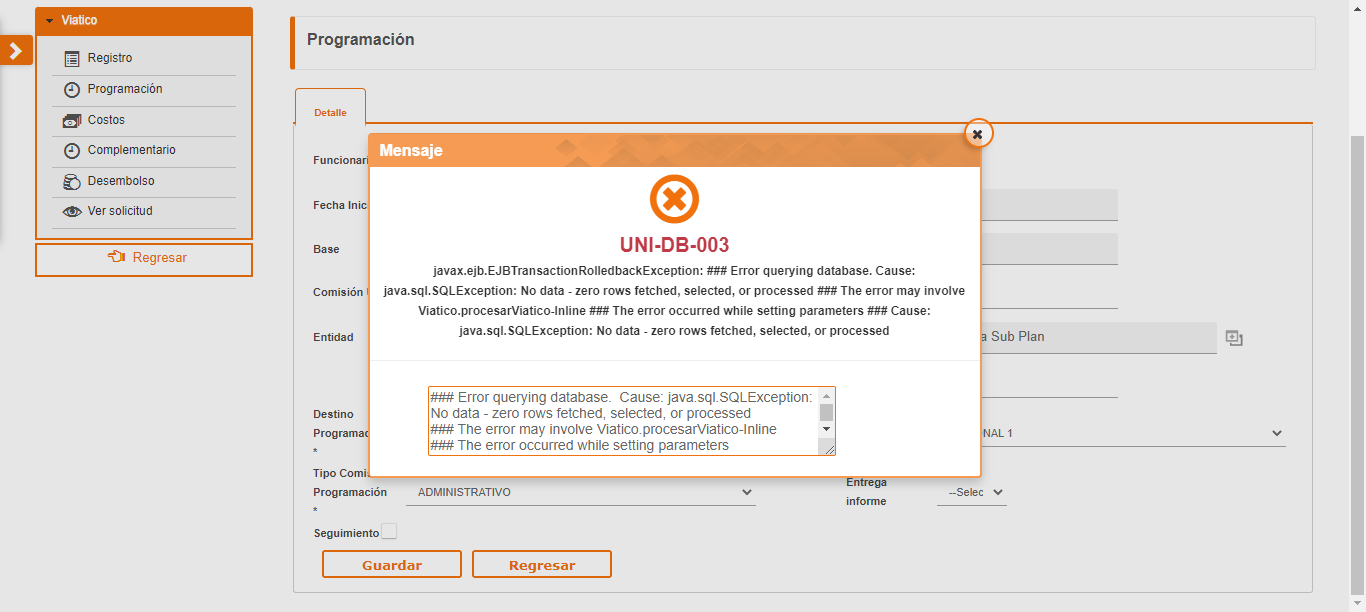 Viatico
Registro
Programación
Costos
Complementario
Desembolso
Ver solicitud
Regresar
Programación
Detalle
Mensaje
UNI-DB-003
javax.ejb.EJBTransactionRolledbackException: ### Error querying database. Cause:
java.sql.SQLException: No data - zero rows fetched, selected, or processed ### The error may involve
Viatico.procesarViatico-Inline ### The error occurred while setting parameters ### Cause:
java.sql.SQLException: No data - zero rows fetched, selected, or processed
### Error querying database.  Cause: java.sql.SQLException:
No data - zero rows fetched, selected, or processed
### The error may involve Viatico.procesarViatico-Inline
### The error occurred while setting parameters
Funcionari
Fecha Inic
Base
Comisión
Entidad
a Sub Plan
Destino
Programac
*
NAL 1
Tipo Comi
Programación
*
ADMINISTRATIVO
Entrega
informe
--Selec
Seguimiento
Guardar
Regresar